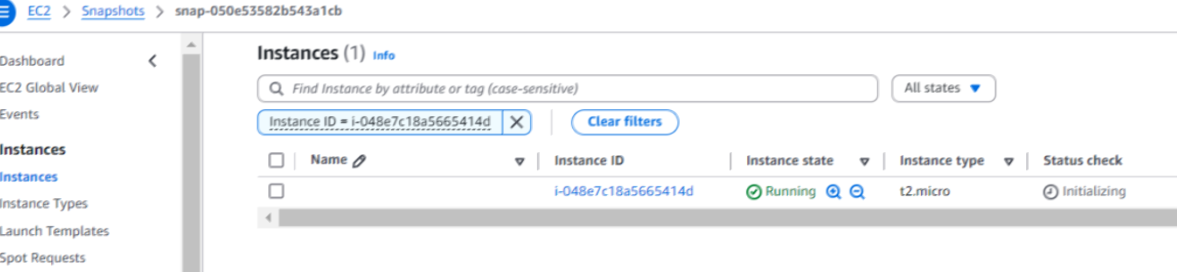 EC2 > Snapshots > snap-050e53582b543a1cb
Dashboard
EC2 Global View
Events
Instances
Instances
Instance Types
Launch Templates
Spot Requests
Instances (1) Info
Find Instance by attribute or tag (case-sensitive)
All states
Instance ID = i-048e7c18a5665414d
Clear filters
Name Instance ID Instance state Instance type Status check
i-048e7c18a5665414d Running t2.micro Initializing